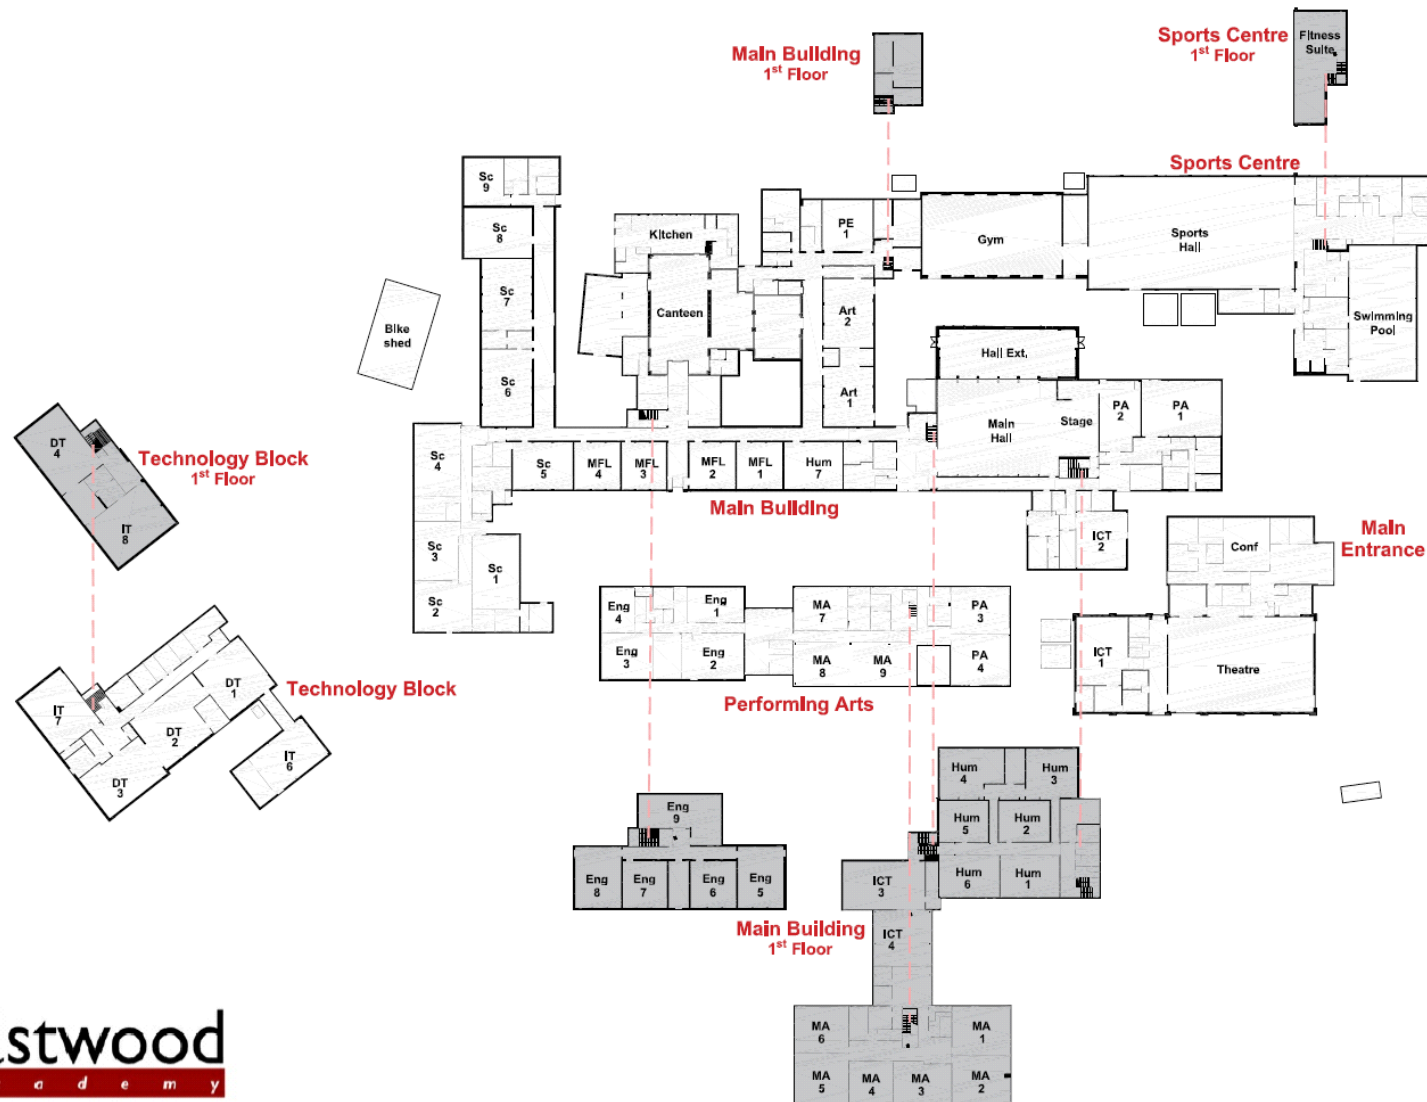 Main Building
1st Floor
Sports Centre
1st Floor
Fitness
Suite
Sports Centre
Sc
9
Sc
8
Kitchen
PE
1
Gym
Sports
Hall
Sc
7
Canteen
Art
2
Bike
shed
Swimming
Pool
Hall Ext.
Sc
6
Art
1
Main
Hall
Stage
PA
2
PA
1
DT
4
Technology Block
1st Floor
IT
8
Sc
4
Sc
5
MFL
4
MFL
3
MFL
2
MFL
1
Hum
7
Main Building
ICT
2
Main
Entrance
Conf
Sc
3
Sc
1
Sc
2
Eng
4
Eng
1
MA
7
PA
3
Eng
3
Eng
2
MA
8
MA
9
PA
4
ICT
1
Theatre
Performing Arts
DT
1
Technology Block
IT
7
DT
2
IT
6
DT
3
Hum
4
Hum
3
Hum
5
Hum
2
Hum
6
Hum
1
Eng
9
Eng
8
Eng
7
Eng
6
Eng
5
ICT
3
Main Building
1st Floor
ICT
4
MA
6
MA
1
MA
5
MA
4
MA
3
MA
2
stwood
a d e m y